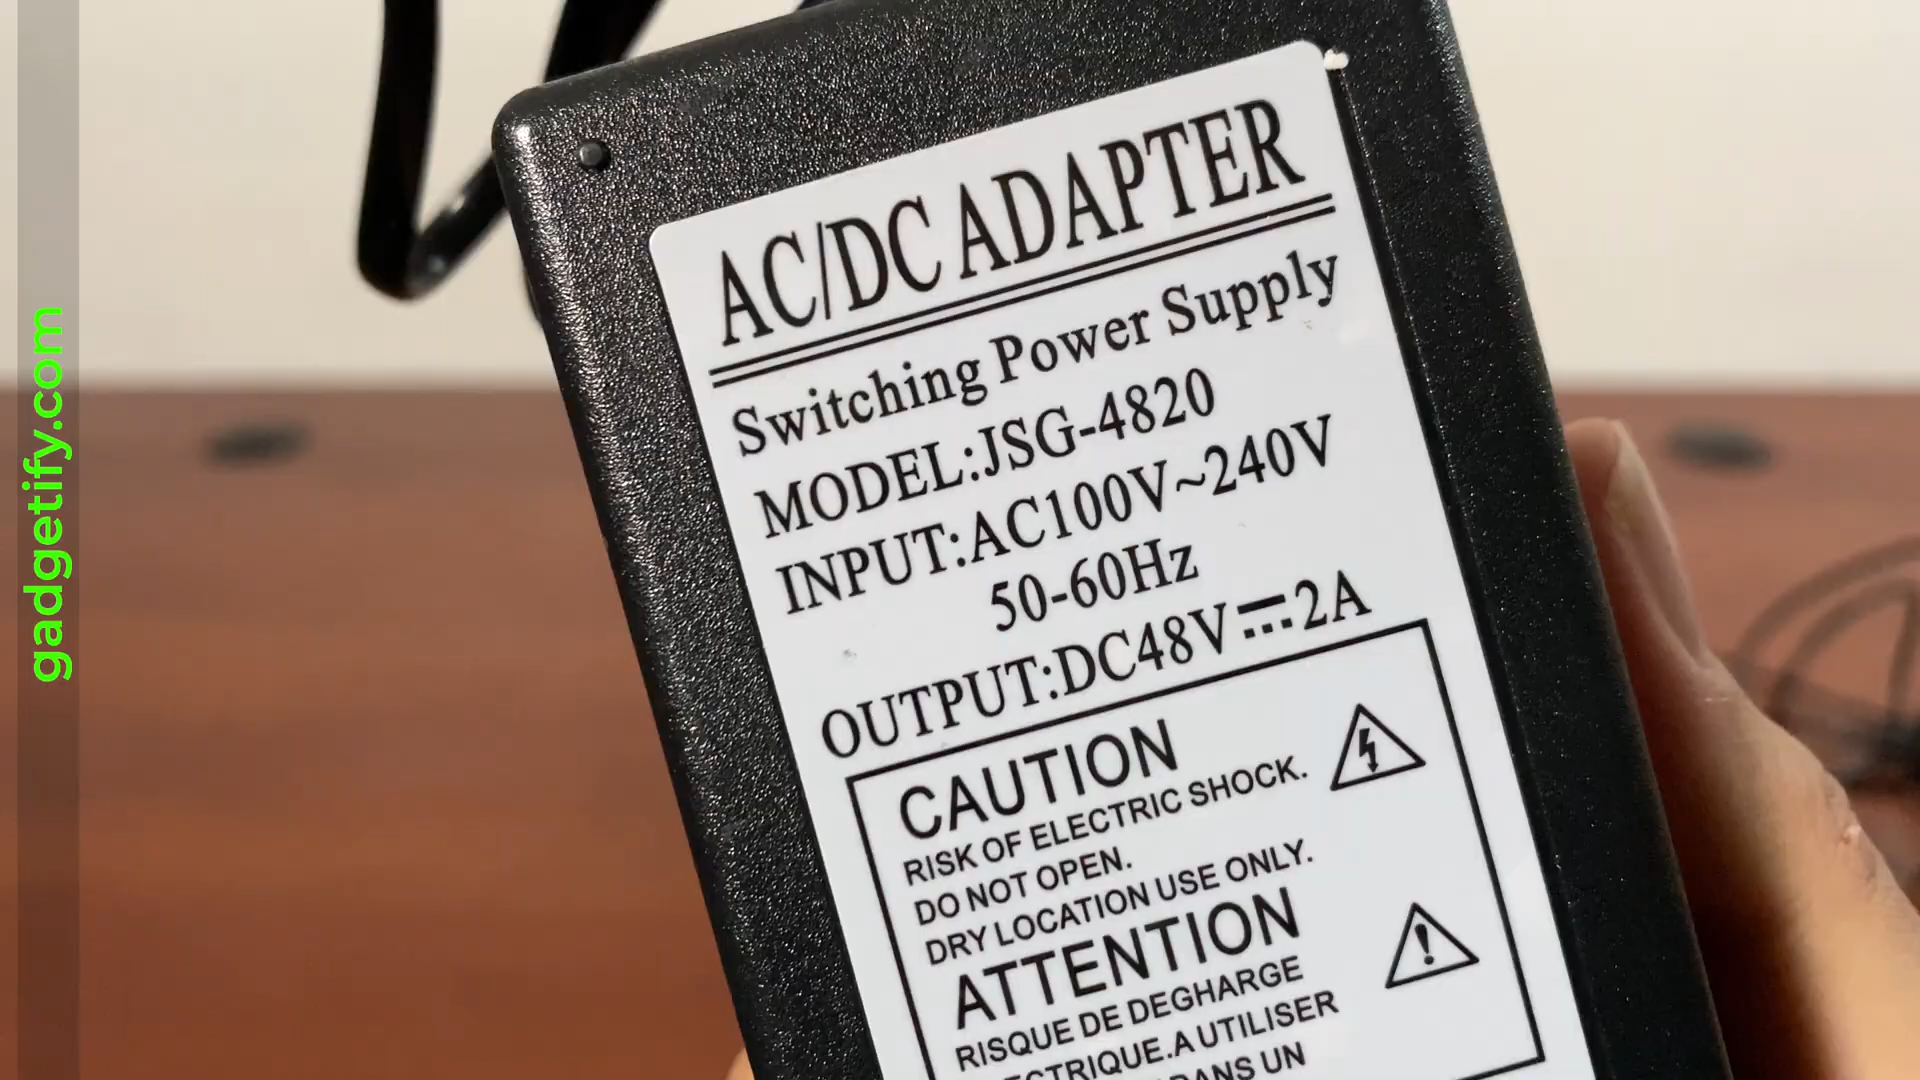 gadgetify.com
AC/DC ADAPTER
Switching Power Supply
MODEL:JSG-4820
INPUT:AC100V~240V
50-60Hz
OUTPUT:DC48V⎓2A
CAUTION
RISK OF ELECTRIC SHOCK.
DO NOT OPEN.
DRY LOCATION USE ONLY.
ATTENTION
RISQUE DE DEGHARGE
A UTILISER
DANS UN